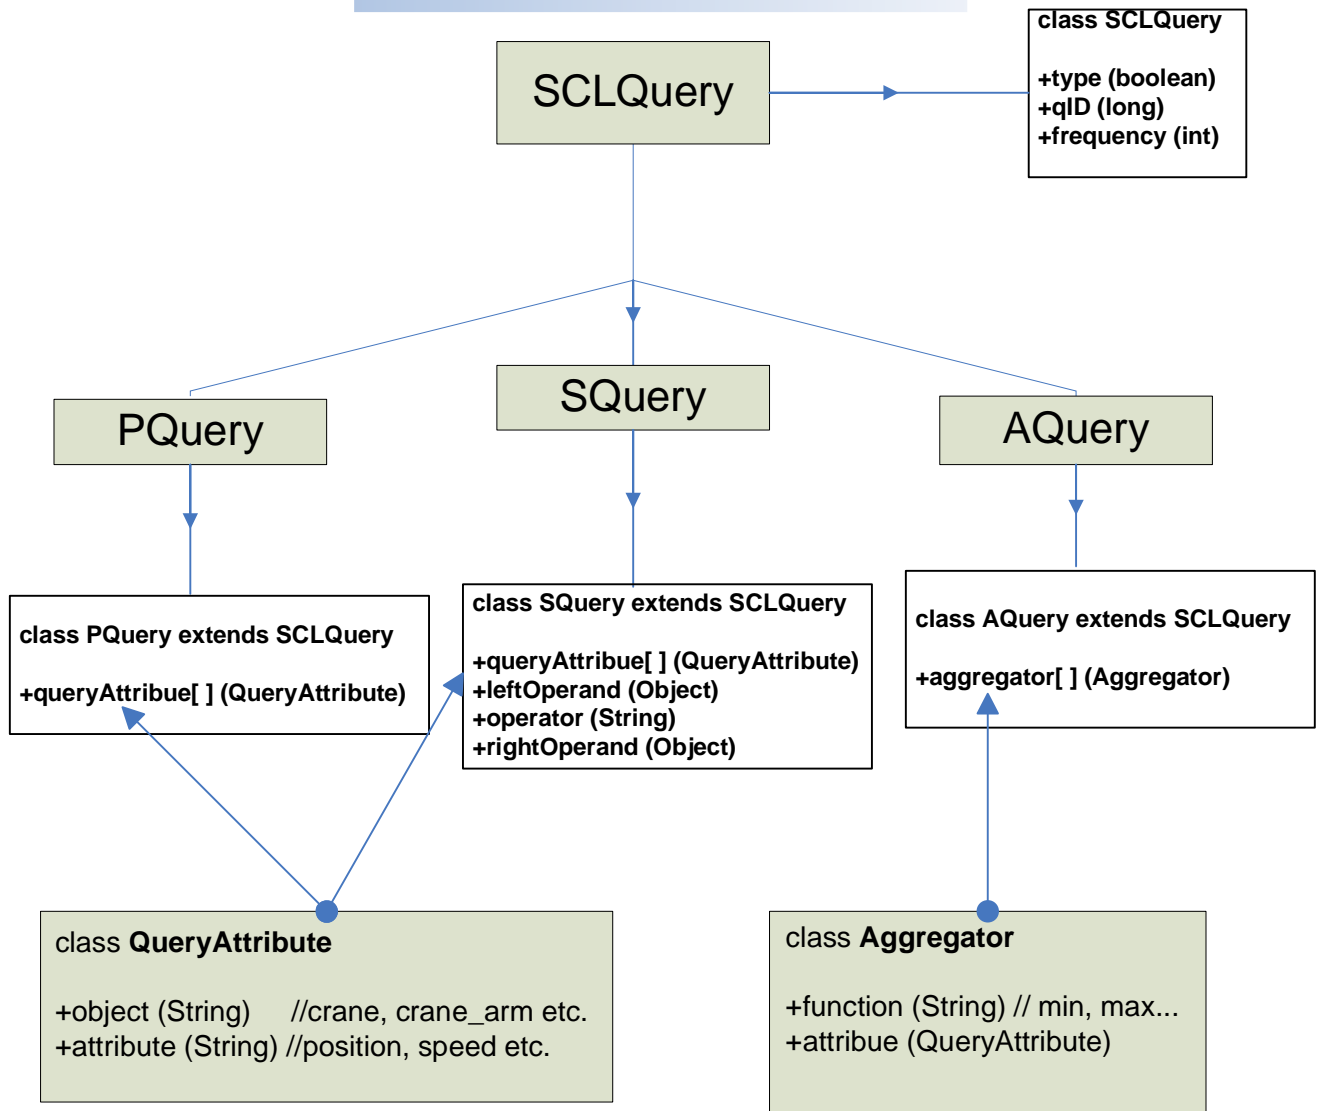 class SCLQuery
+type (boolean)
+qID (long)
+frequency (int)
SCLQuery
PQuery
SQuery
AQuery
class PQuery extends SCLQuery
+queryAttribue[ ] (QueryAttribute)
class SQuery extends SCLQuery
+queryAttribue[ ] (QueryAttribute)
+leftOperand (Object)
+operator (String)
+rightOperand (Object)
class AQuery extends SCLQuery
+aggregator[ ] (Aggregator)
class QueryAttribute
+object (String) //crane, crane_arm etc.
+attribute (String) //position, speed etc.
class Aggregator
+function (String) // min, max...
+attribue (QueryAttribute)